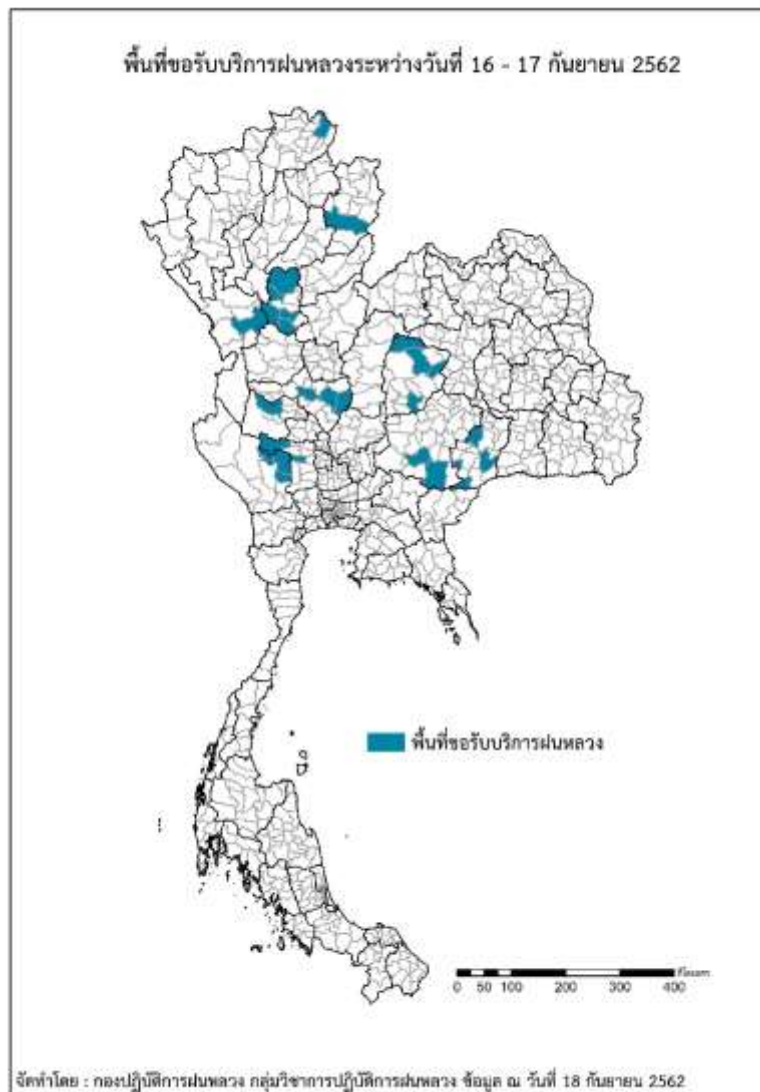 พื้นที่ขอรับบริการฝนหลวงระหว่างวันที่ 16 - 17 กันยายน 2562
พื้นที่ขอรับบริการฝนหลวง
0 50 100 200 300 400
จัดทำโดย : กองปฏิบัติการฝนหลวง กลุ่มวิชาการปฏิบัติการฝนหลวง ข้อมูล ณ วันที่ 18 กันยายน 2562